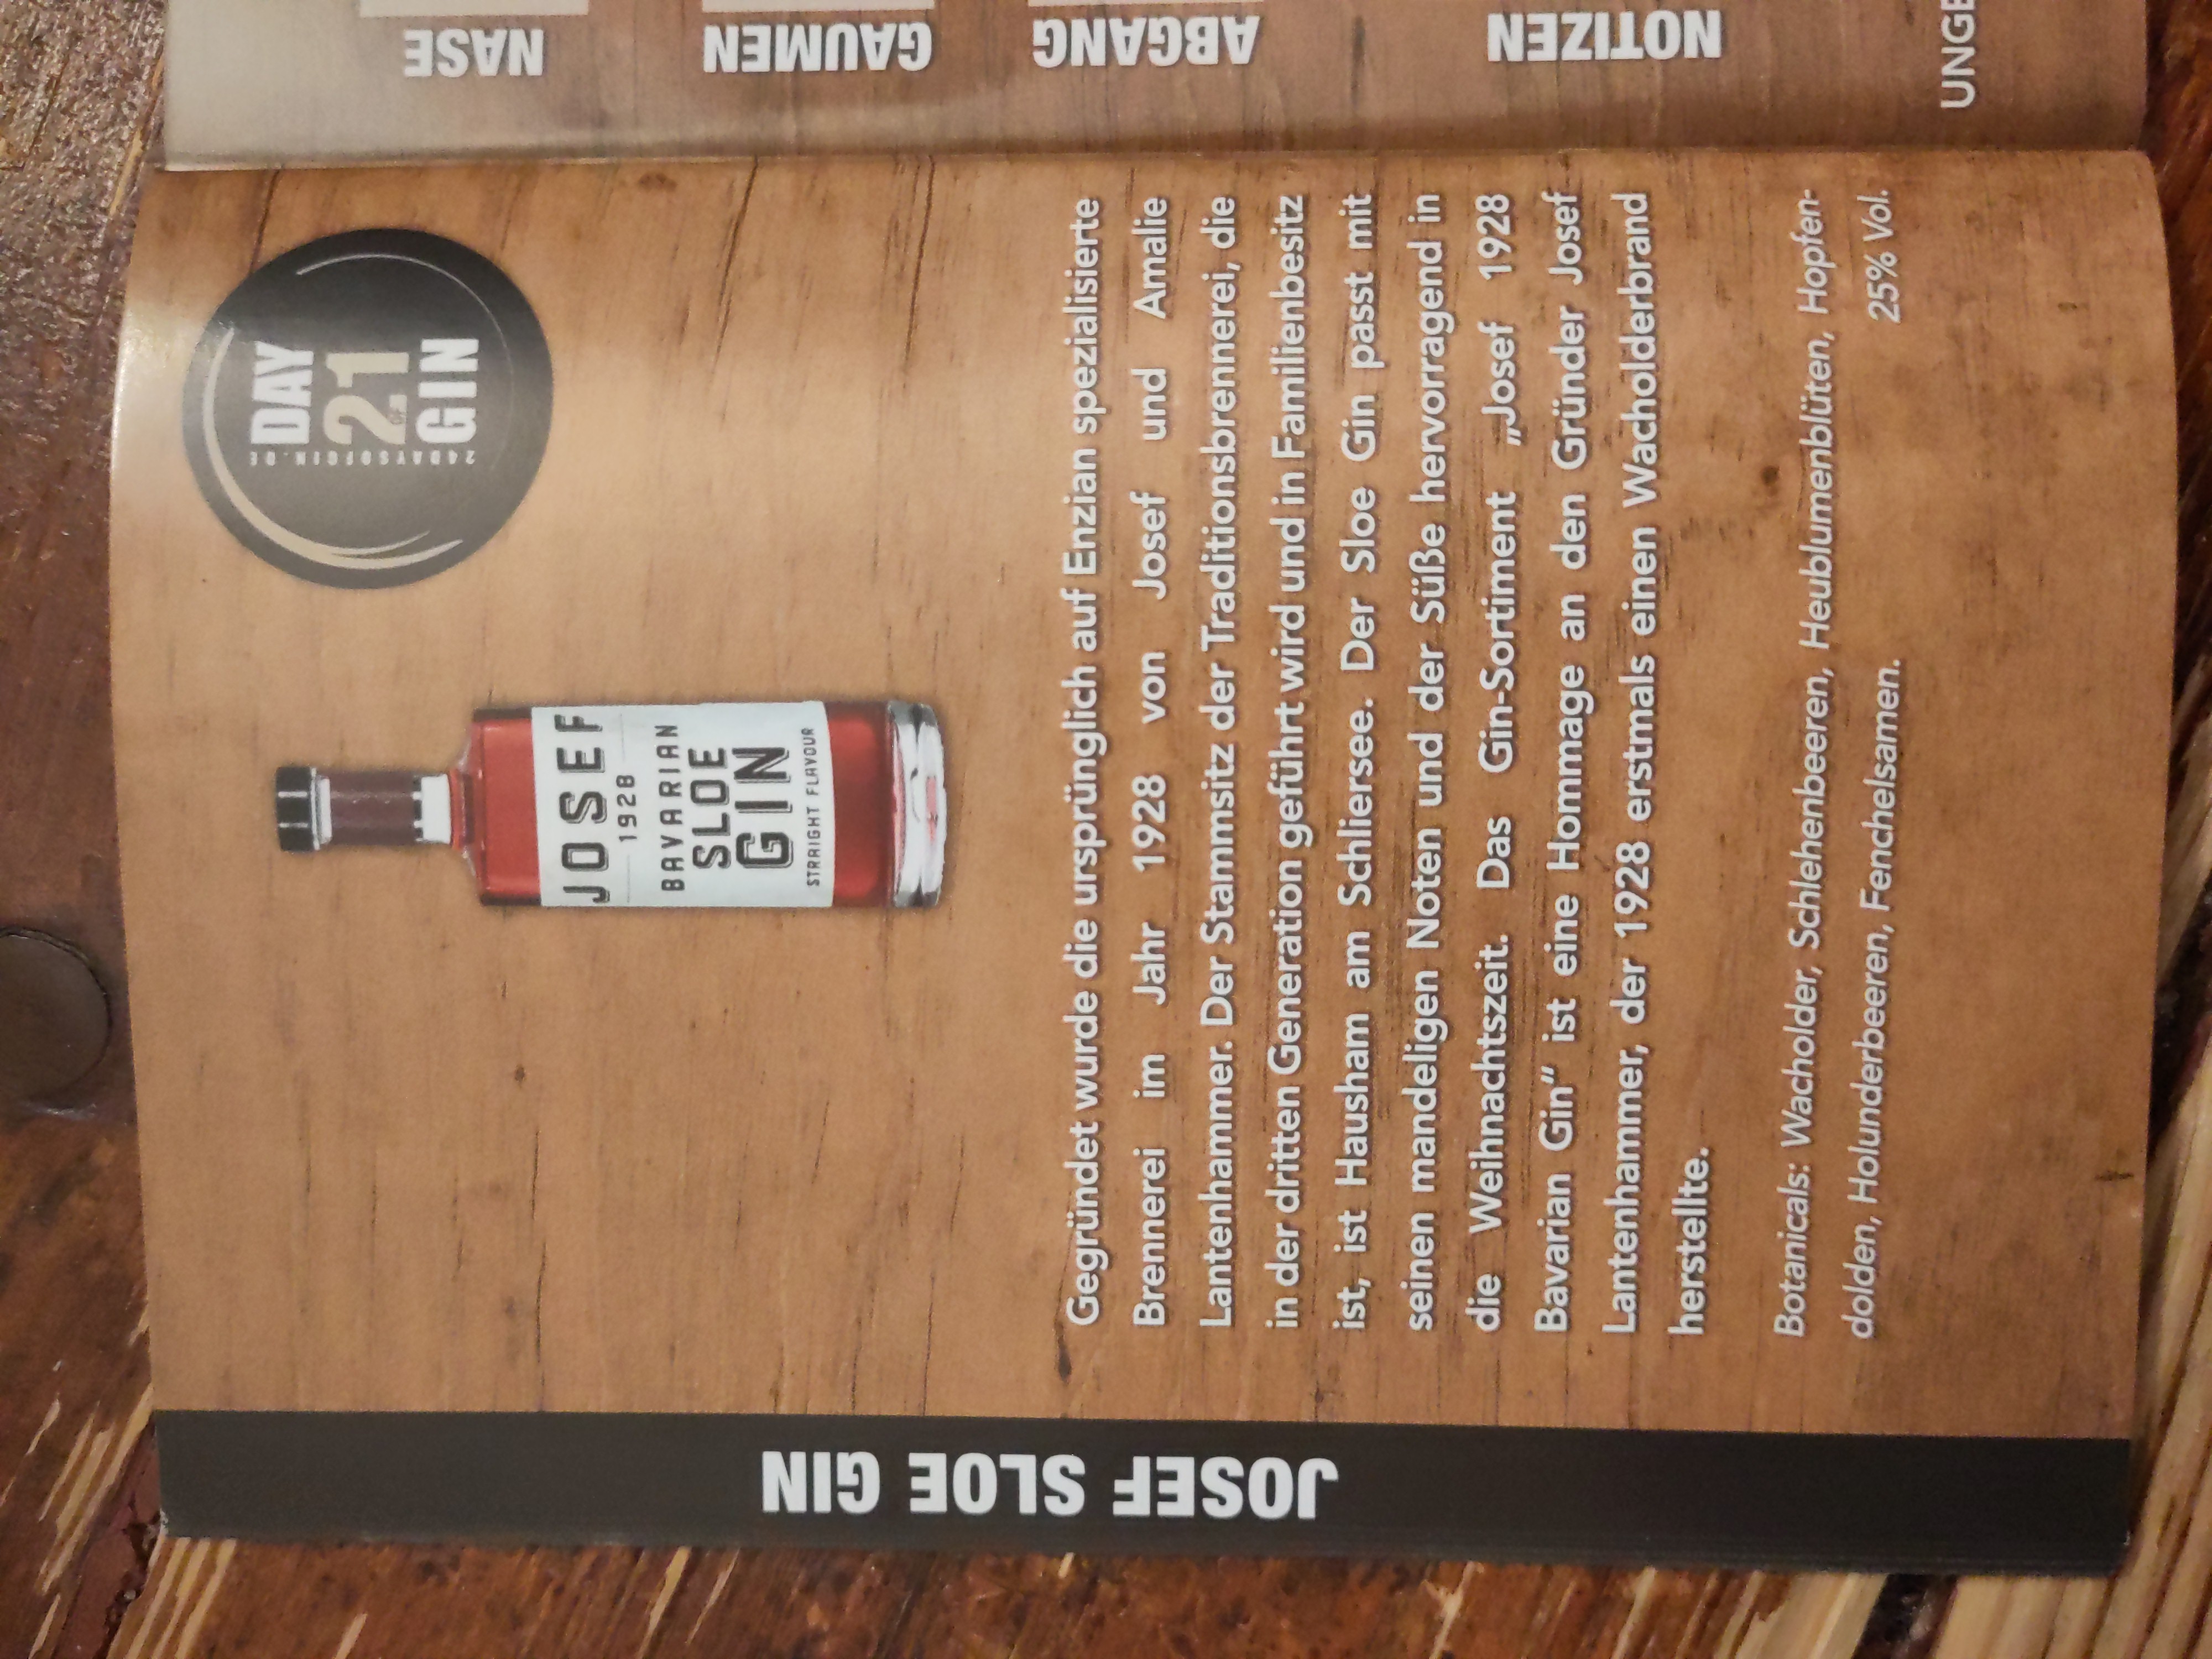 JOSEF SLOE GIN
DAY
21
OF
GIN
24DAYSOFGIN.DE
JOSEF
1928
BAVARIAN
SLOE
GIN
STRAIGHT FLAVOUR
Gegründet wurde die ursprünglich auf Enzian spezialisierte
Brennerei im Jahr 1928 von Josef und Amalie
Lantenhammer. Der Stammsitz der Traditionsbrennerei, die
in der dritten Generation geführt wird und in Familienbesitz
ist, ist Hausham am Schliersee. Der Sloe Gin passt mit
seinen mandeligen Noten und der Süße hervorragend in
die Weihnachtszeit. Das Gin-Sortiment „Josef 1928
Bavarian Gin“ ist eine Hommage an den Gründer Josef
Lantenhammer, der 1928 erstmals einen Wacholderbrand
herstellte.
Botanicals: Wacholder, Schlehenbeeren, Heublumenblüten, Hopfen-
dolden, Holunderbeeren, Fenchelsamen. 25% Vol.
NASE
GAUMEN
ABGANG
NOTIZEN
UNGE